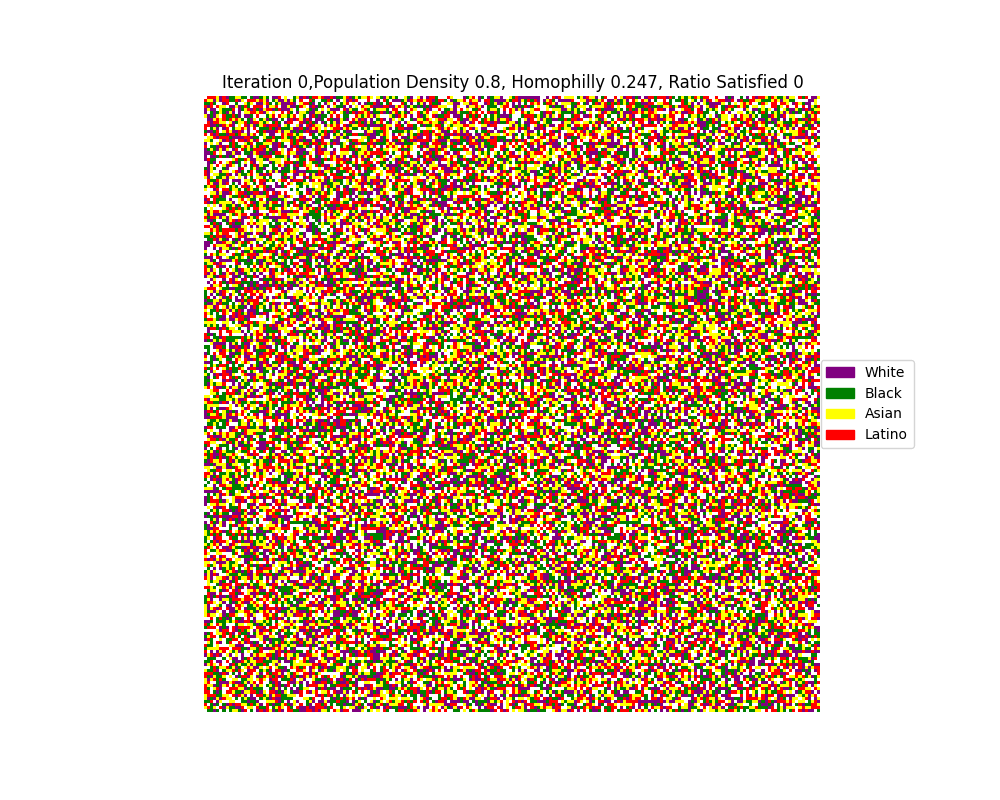 Iteration 0,Population Density 0.8, Homophilly 0.247, Ratio Satisfied 0
White
Black
Asian
Latino